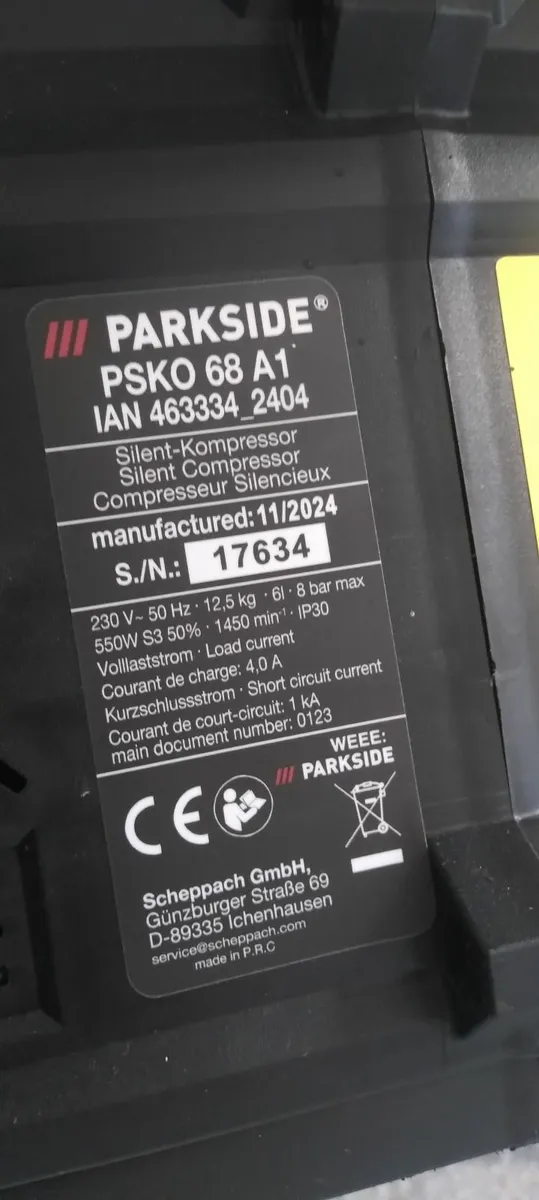 PARKSIDE®
PSKO 68 A1
IAN 463334_2404
Silent-Kompressor
Silent Compressor
Compresseur Silencieux
manufactured: 11/2024
S./N.: 17634
230 V~ 50 Hz · 12,5 kg · 6l · 8 bar max
550W S3 50% · 1450 min⁻¹ · IP30
Volllaststrom · Load current
Courant de charge: 4,0 A
Kurzschlussstrom · Short circuit current
Courant de court-circuit: 1 kA
main document number: 0123
WEEE:
PARKSIDE
CE
Scheppach GmbH,
Günzburger Straße 69
D-89335 Ichenhausen
service@scheppach.com
made in P.R.C